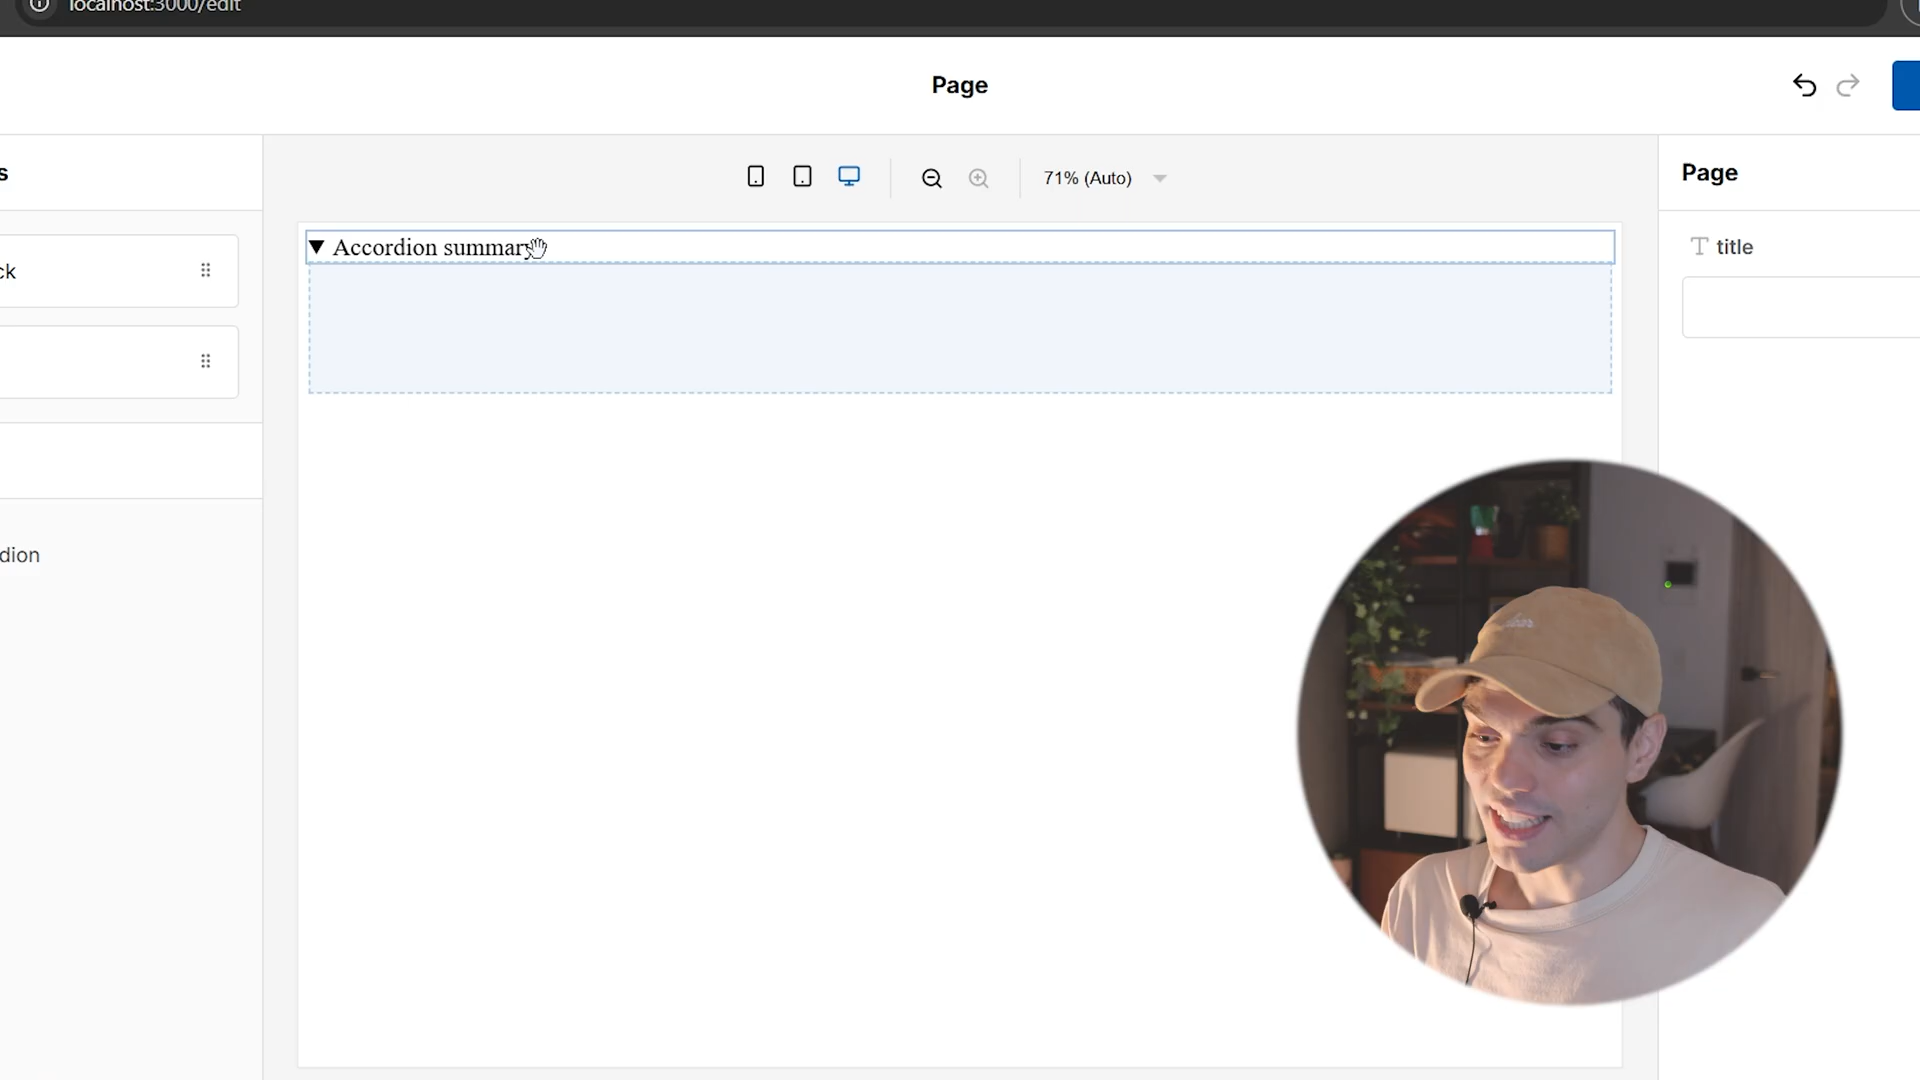 localhost:3000/edit
Page
s
71% (Auto)
Page
Accordion summary
title
ck
dion